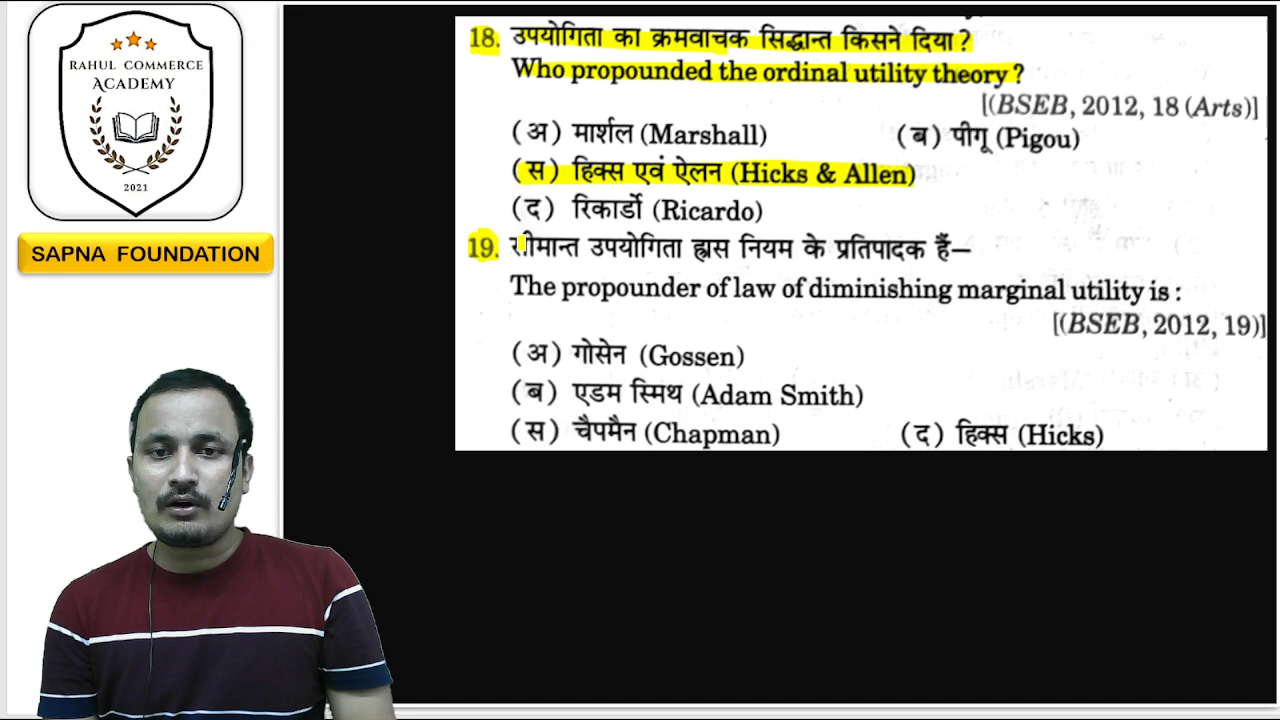 RAHUL COMMERCE
ACADEMY
2021
SAPNA FOUNDATION
18. उपयोगिता का क्रमवाचक सिद्धान्त किसने दिया ?
Who propounded the ordinal utility theory ?
[(BSEB, 2012, 18 (Arts)]
(अ) मार्शल (Marshall) (ब) पीगू (Pigou)
(स) हिक्स एवं ऐलन (Hicks & Allen)
(द) रिकार्डो (Ricardo)
19. सीमान्त उपयोगिता ह्रास नियम के प्रतिपादक हैं—
The propounder of law of diminishing marginal utility is :
[(BSEB, 2012, 19)]
(अ) गोसेन (Gossen)
(ब) एडम स्मिथ (Adam Smith)
(स) चैपमैन (Chapman) (द) हिक्स (Hicks)